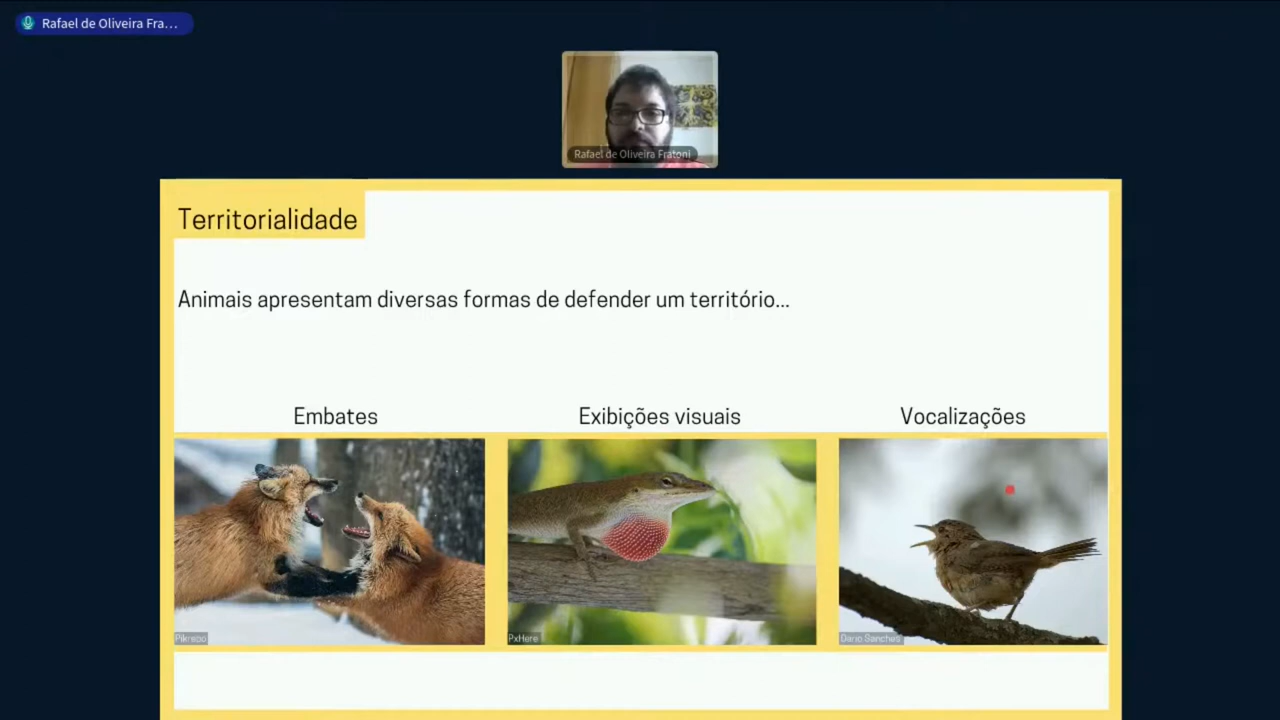 Rafael de Oliveira Fra...
Rafael de Oliveira Fratoni
Territorialidade
Animais apresentam diversas formas de defender um território...
Embates
Exibições visuais
Vocalizações
Pikrepo
PxHere
Dario Sanches